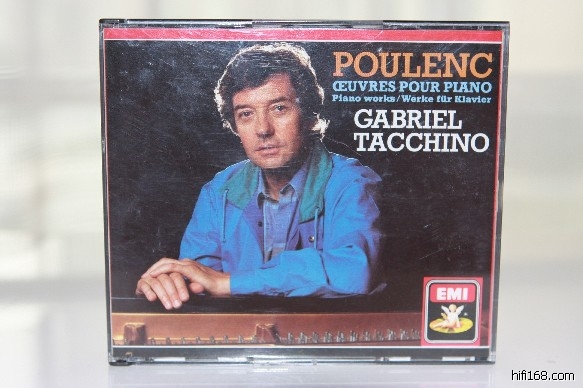 POULENC
ŒUVRES POUR PIANO
Piano works/Werke für Klavier
GABRIEL
TACCHINO
EMI
hifi168.com